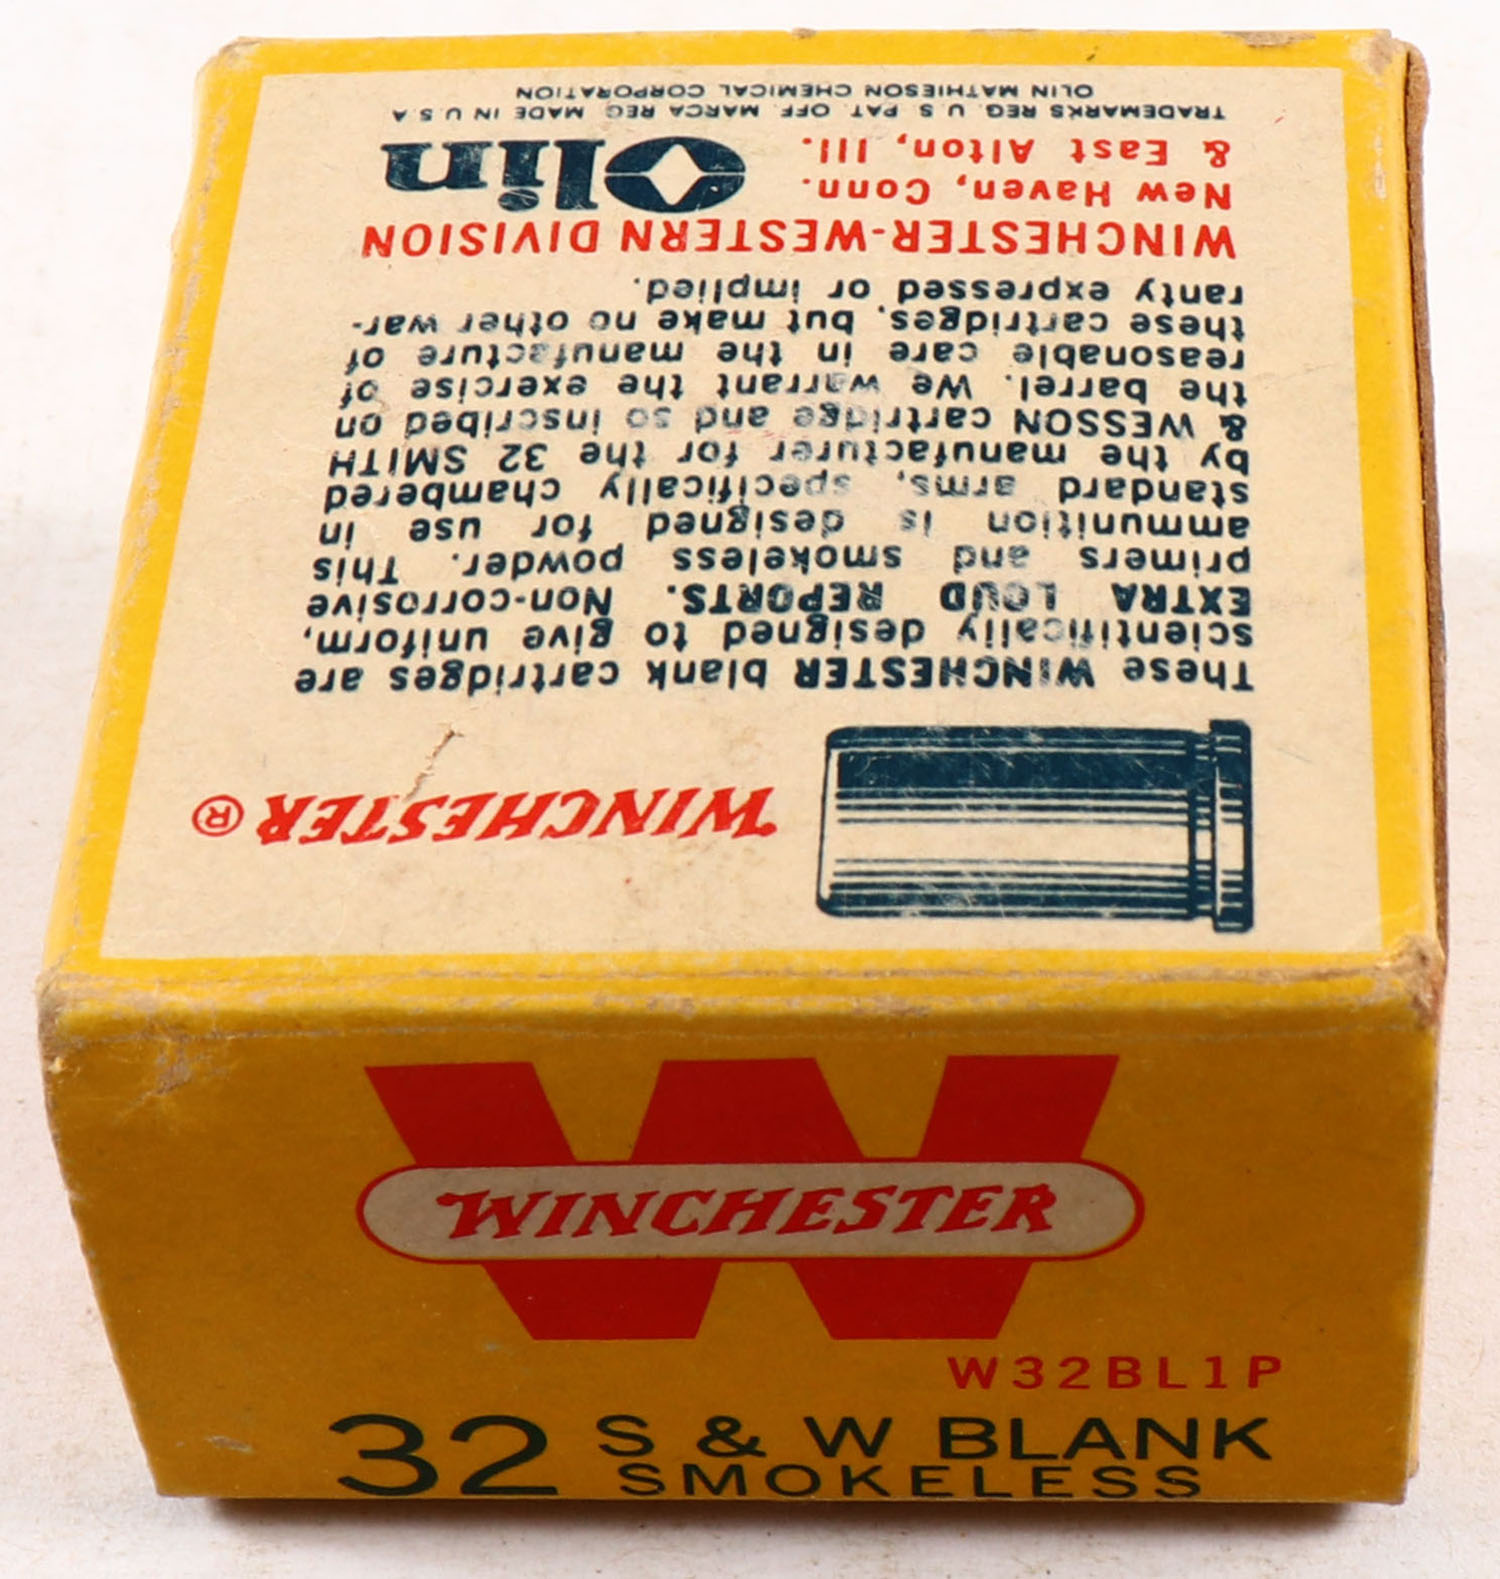 WINCHESTER ®
These WINCHESTER blank cartridges are
scientifically designed to give uniform,
EXTRA LOUD REPORTS. Non-corrosive
primers and smokeless powder. This
ammunition is designed for use in
standard arms, specifically chambered
by the manufacturer for the 32 SMITH
& WESSON cartridge and so inscribed on
the barrel. We warrant the exercise of
reasonable care in the manufacture of
these cartridges, but make no other war-
ranty expressed or implied.
WINCHESTER-WESTERN DIVISION
New Haven, Conn.
& East Alton, Ill.
Olin
TRADEMARKS REG. U. S. PAT. OFF. MARCA REG. MADE IN U.S.A
OLIN MATHIESON CHEMICAL CORPORATION
W
WINCHESTER
W32BL1P
32 S & W BLANK
SMOKELESS